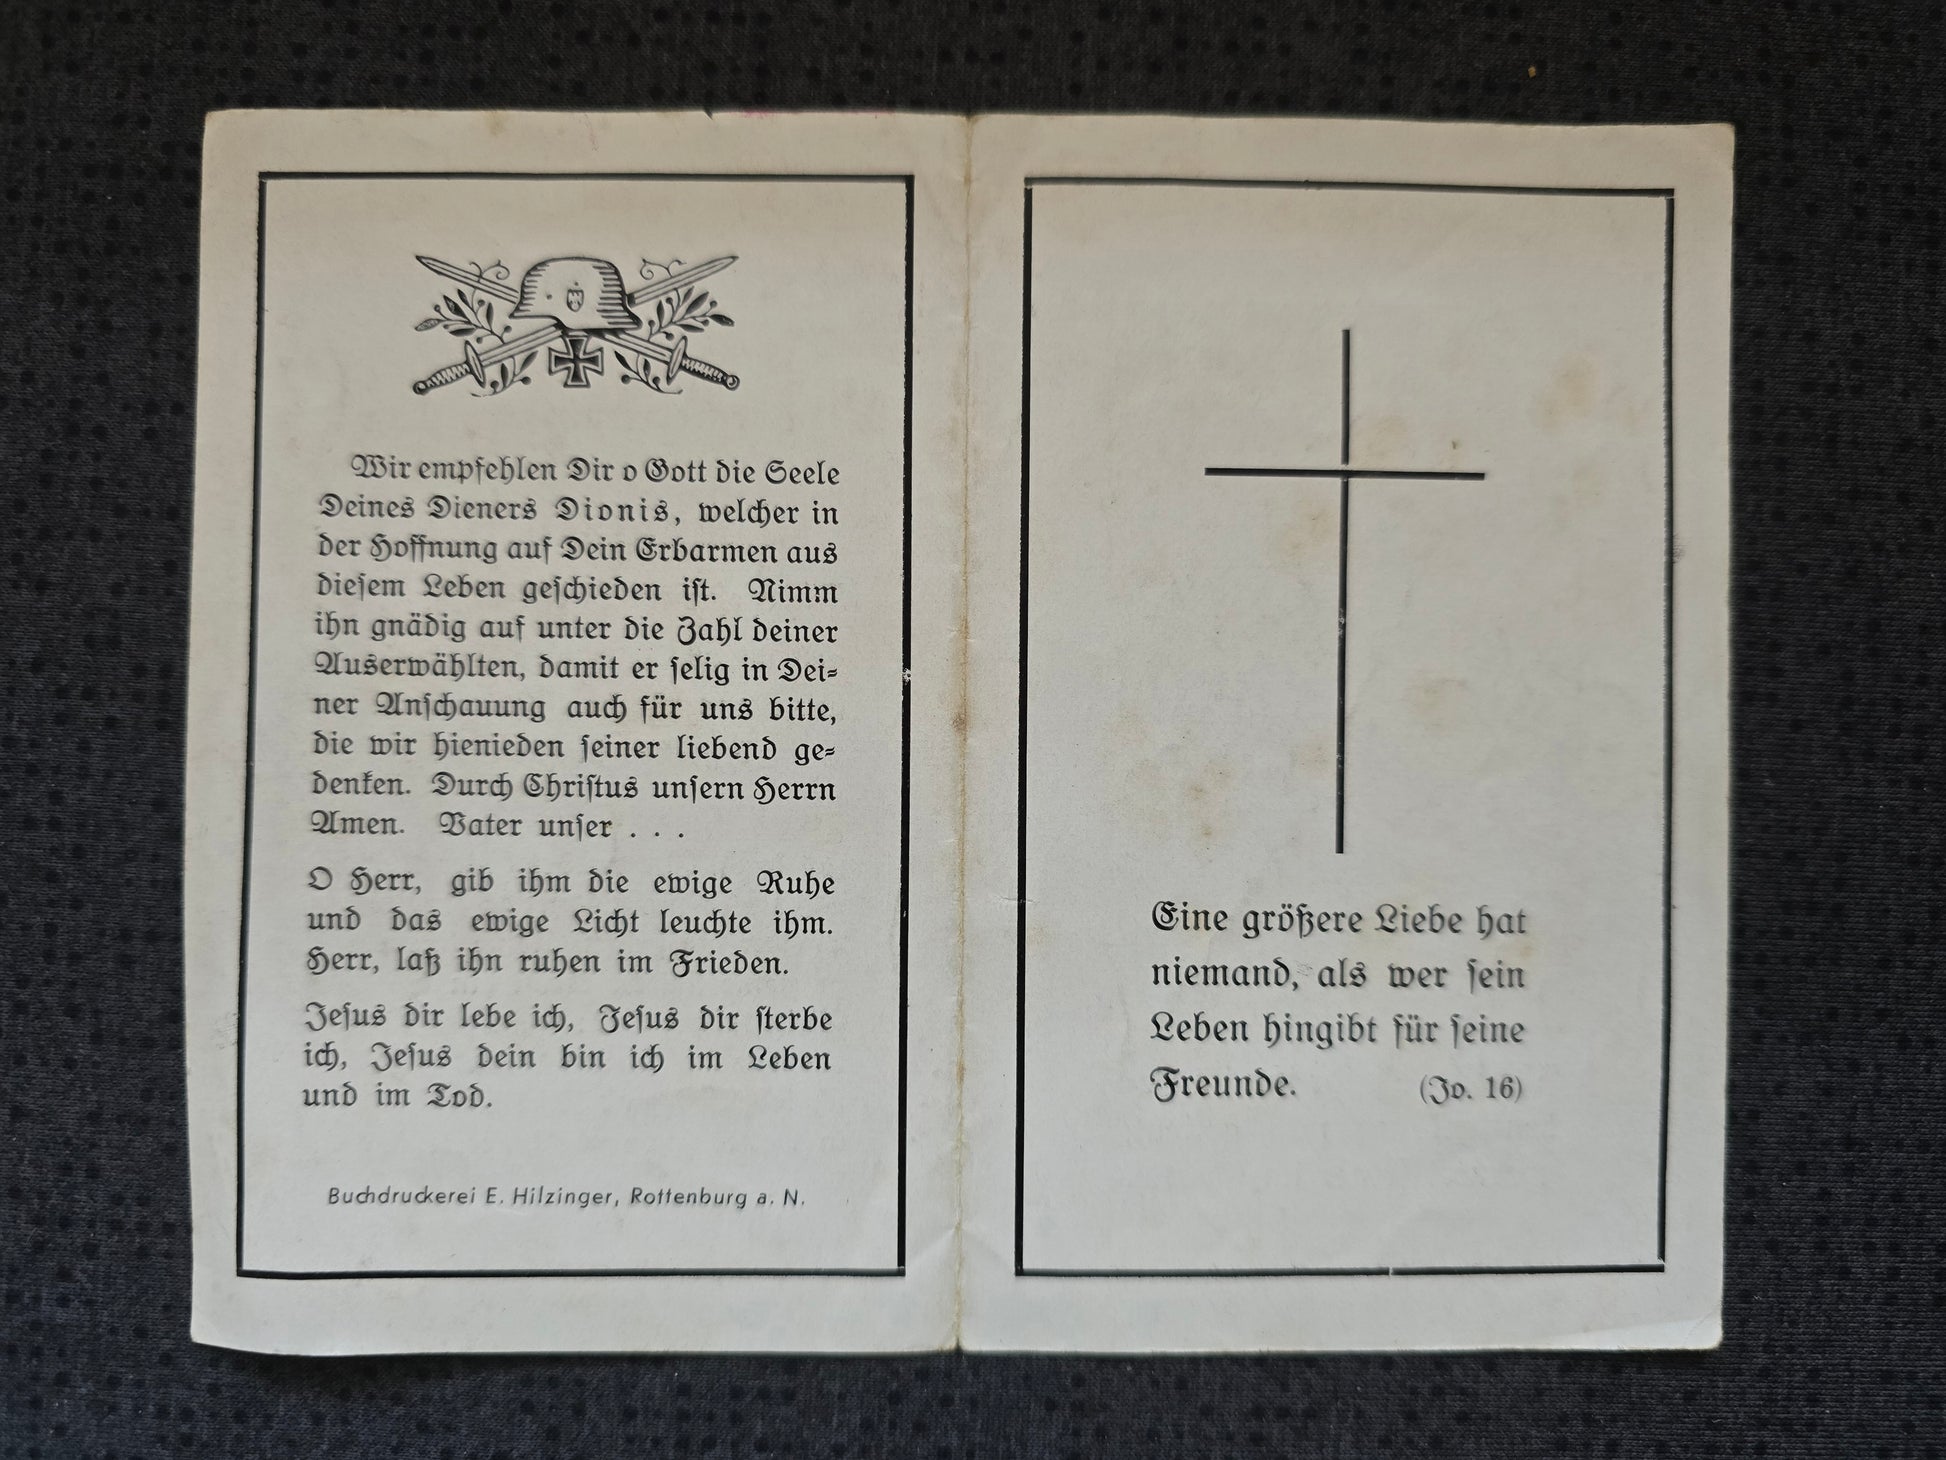 Wir empfehlen Dir o Gott die Seele
Deines Dieners Dionis, welcher in
der Hoffnung auf Dein Erbarmen aus
diesem Leben geschieden ist. Nimm
ihn gnädig auf unter die Zahl deiner
Auserwählten, damit er selig in Dei-
ner Anschauung auch für uns bitte,
die wir hienieden seiner liebend ge-
denken. Durch Christus unsern Herrn
Amen. Vater unser . . .
O Herr, gib ihm die ewige Ruhe
und das ewige Licht leuchte ihm.
Herr, laß ihn ruhen im Frieden.
Jesus dir lebe ich, Jesus dir sterbe
ich, Jesus dein bin ich im Leben
und im Tod.
Buchdruckerei E. Hilzinger, Rottenburg a. N.
Eine größere Liebe hat
niemand, als wer sein
Leben hingibt für seine
Freunde. (Jo. 16)